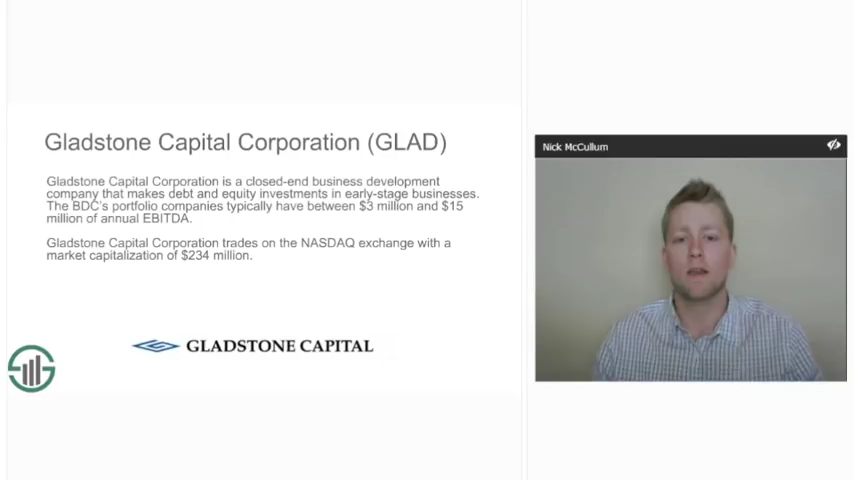 Gladstone Capital Corporation (GLAD)
Gladstone Capital Corporation is a closed-end business development
company that makes debt and equity investments in early-stage businesses.
The BDC's portfolio companies typically have between $3 million and $15
million of annual EBITDA.
Gladstone Capital Corporation trades on the NASDAQ exchange with a
market capitalization of $234 million.
GLADSTONE CAPITAL
Nick McCullum